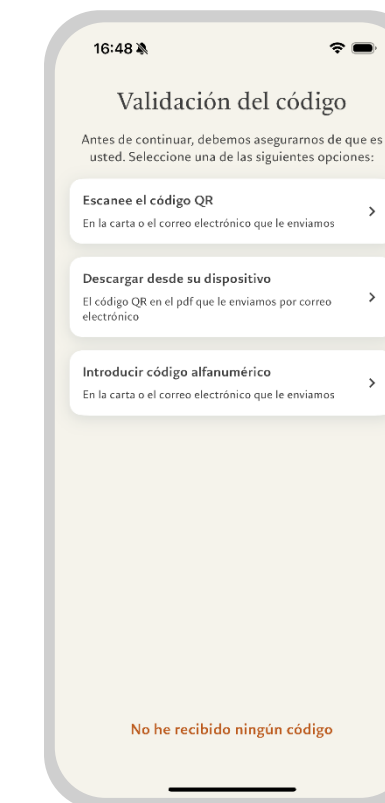 16:48
Validación del código
Antes de continuar, debemos asegurarnos de que es
usted. Seleccione una de las siguientes opciones:
Escanee el código QR
En la carta o el correo electrónico que le enviamos
Descargar desde su dispositivo
El código QR en el pdf que le enviamos por correo
electrónico
Introducir código alfanumérico
En la carta o el correo electrónico que le enviamos
No he recibido ningún código